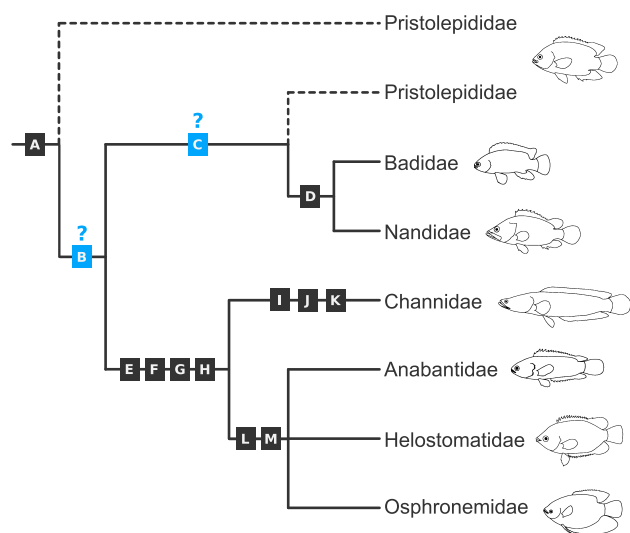 Pristolepididae
Pristolepididae
?
A
C
Badidae
D
?
Nandidae
B
I J K Channidae
E F G H Anabantidae
L M Helostomatidae
Osphronemidae